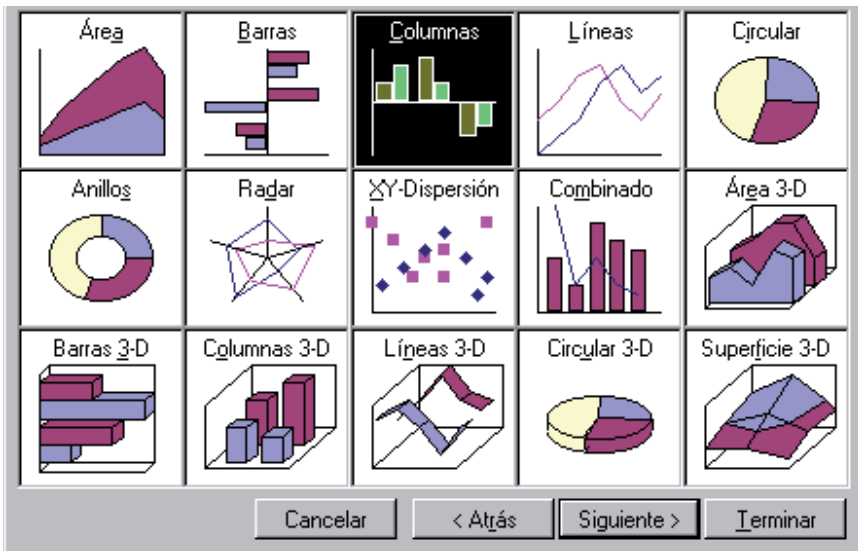 Área
Barras
Columnas
Líneas
Circular
Anillos
Radar
XY-Dispersión
Combinado
Área 3-D
Barras 3-D
Columnas 3-D
Líneas 3-D
Circular 3-D
Superficie 3-D
Cancelar
< Atrás
Siguiente >
Terminar